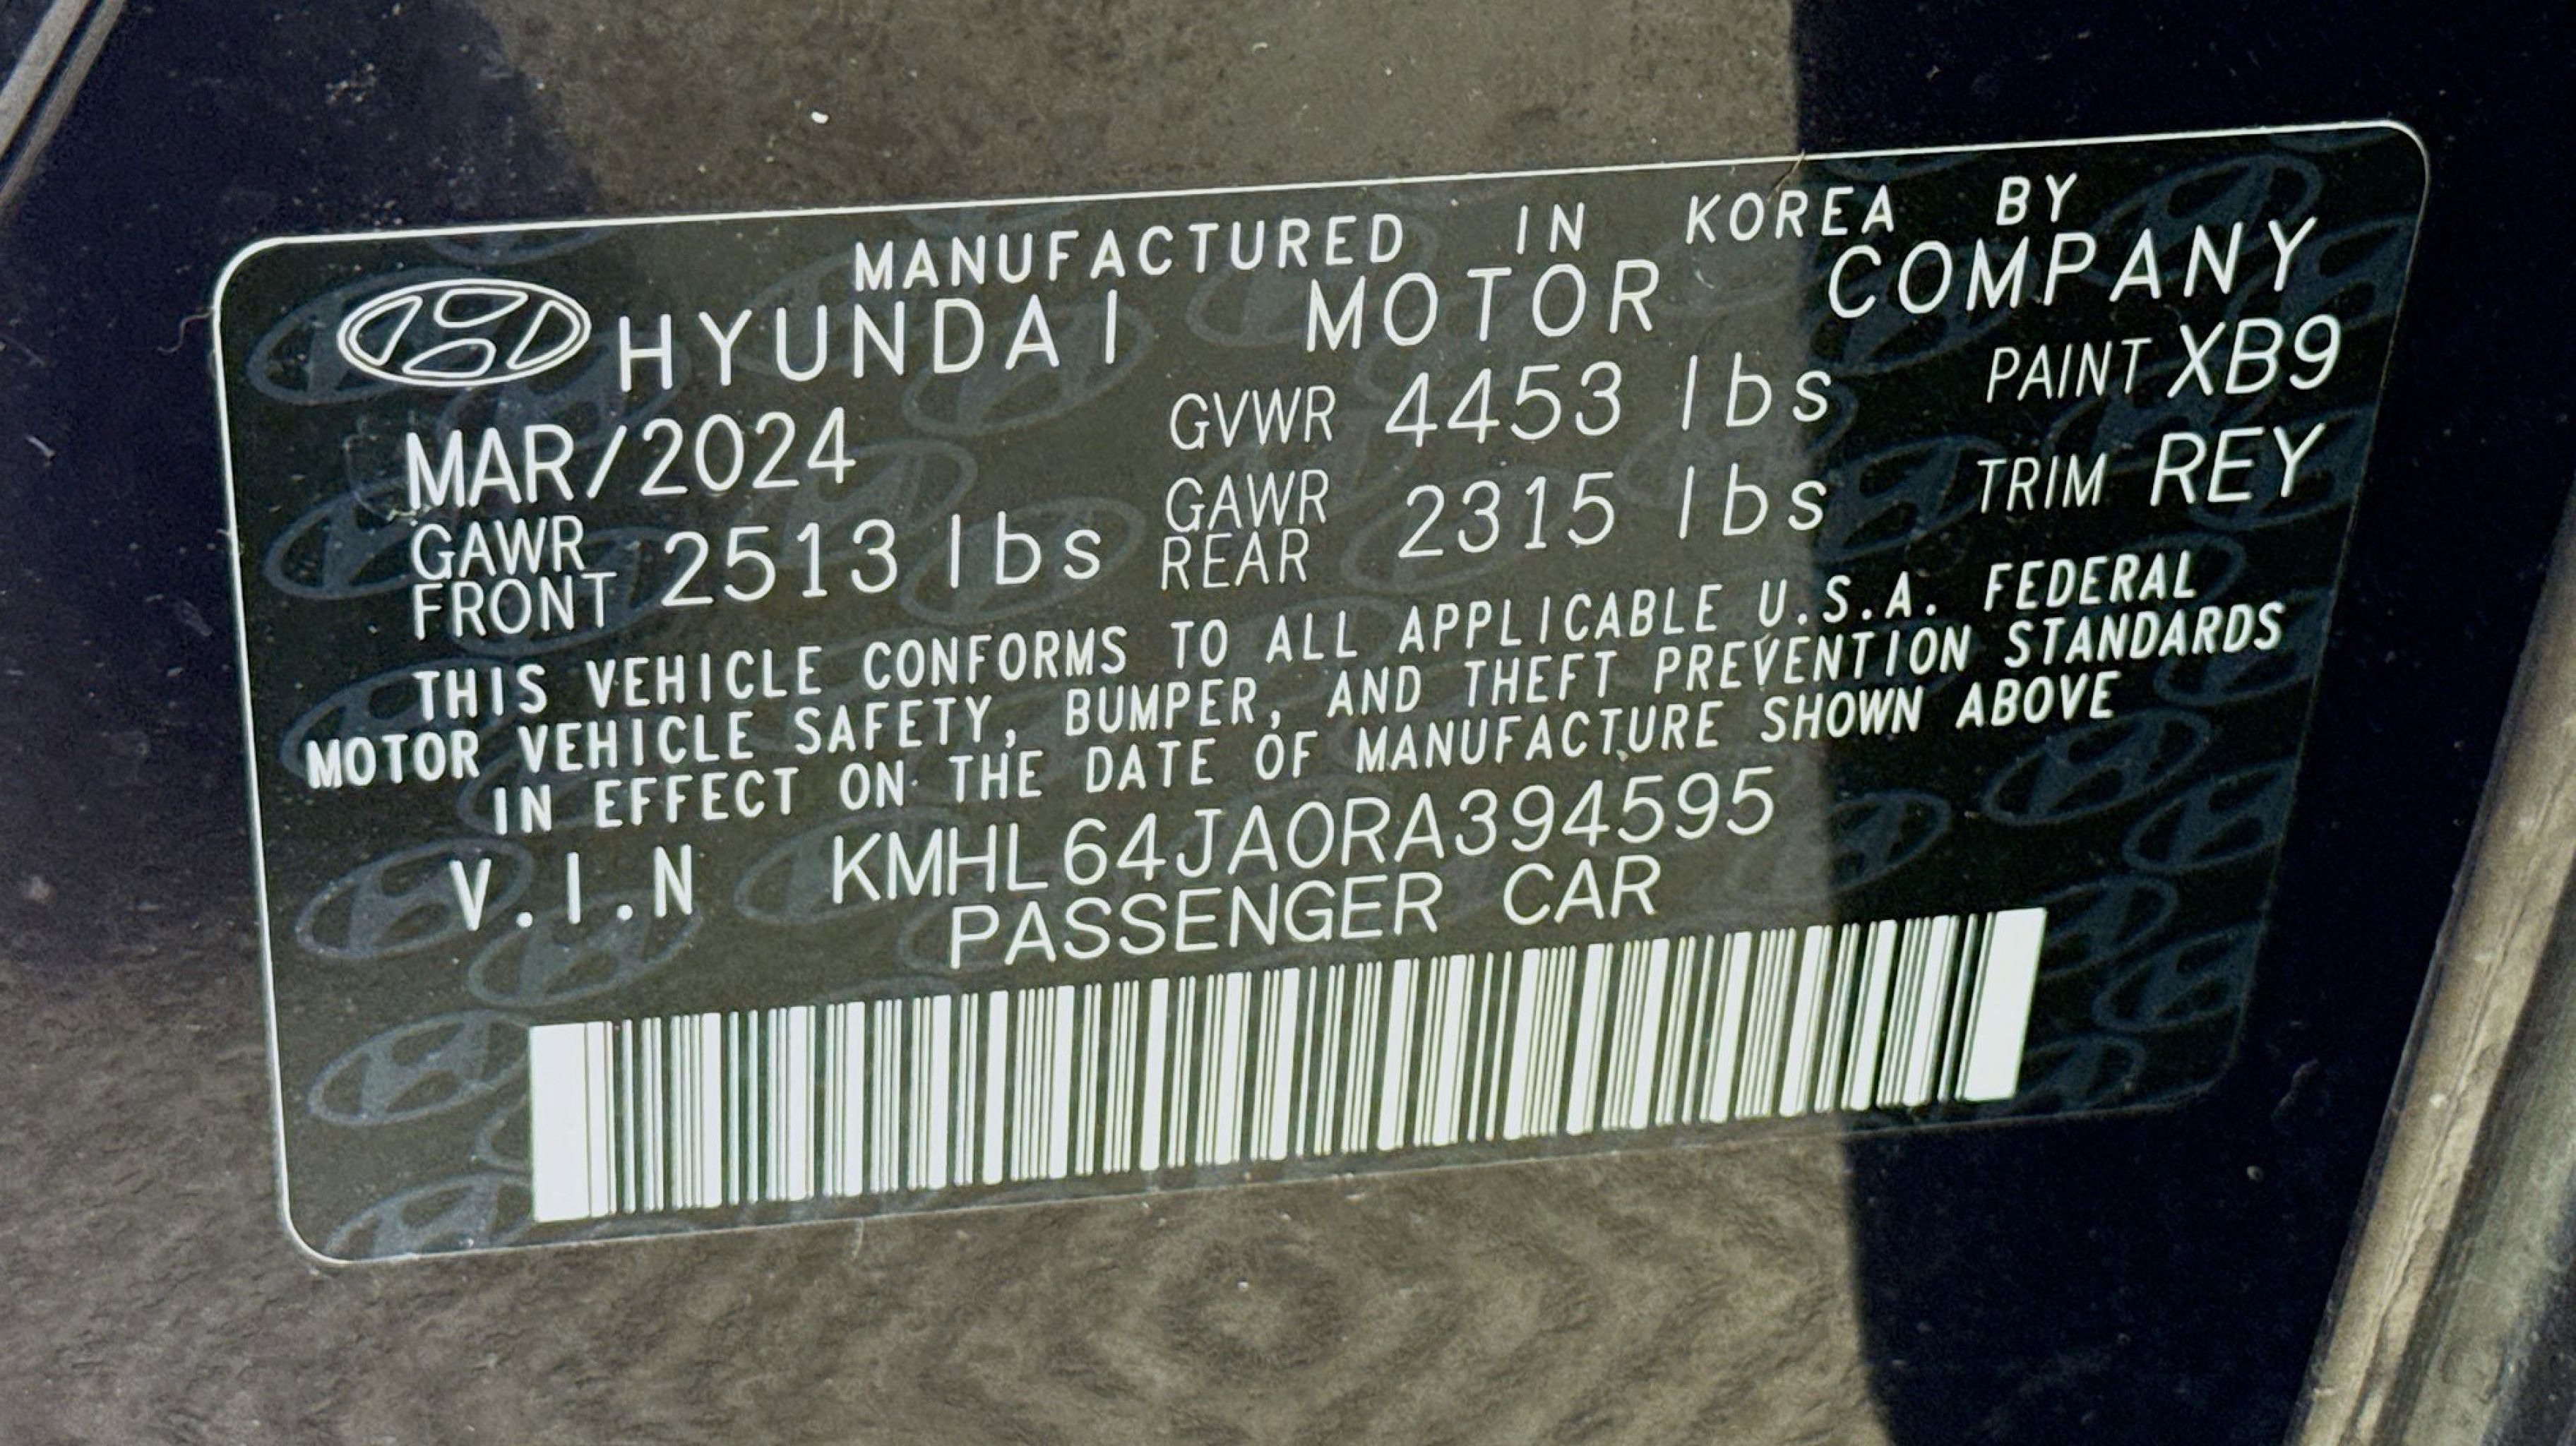 MANUFACTURED IN KOREA BY
HYUNDAI MOTOR COMPANY
MAR/2024 GVWR 4453 lbs PAINT XB9
GAWR FRONT 2513 lbs GAWR REAR 2315 lbs TRIM REY
THIS VEHICLE CONFORMS TO ALL APPLICABLE U.S.A. FEDERAL
MOTOR VEHICLE SAFETY, BUMPER, AND THEFT PREVENTION STANDARDS
IN EFFECT ON THE DATE OF MANUFACTURE SHOWN ABOVE
V.I.N KMHL64JA0RA394595
PASSENGER CAR